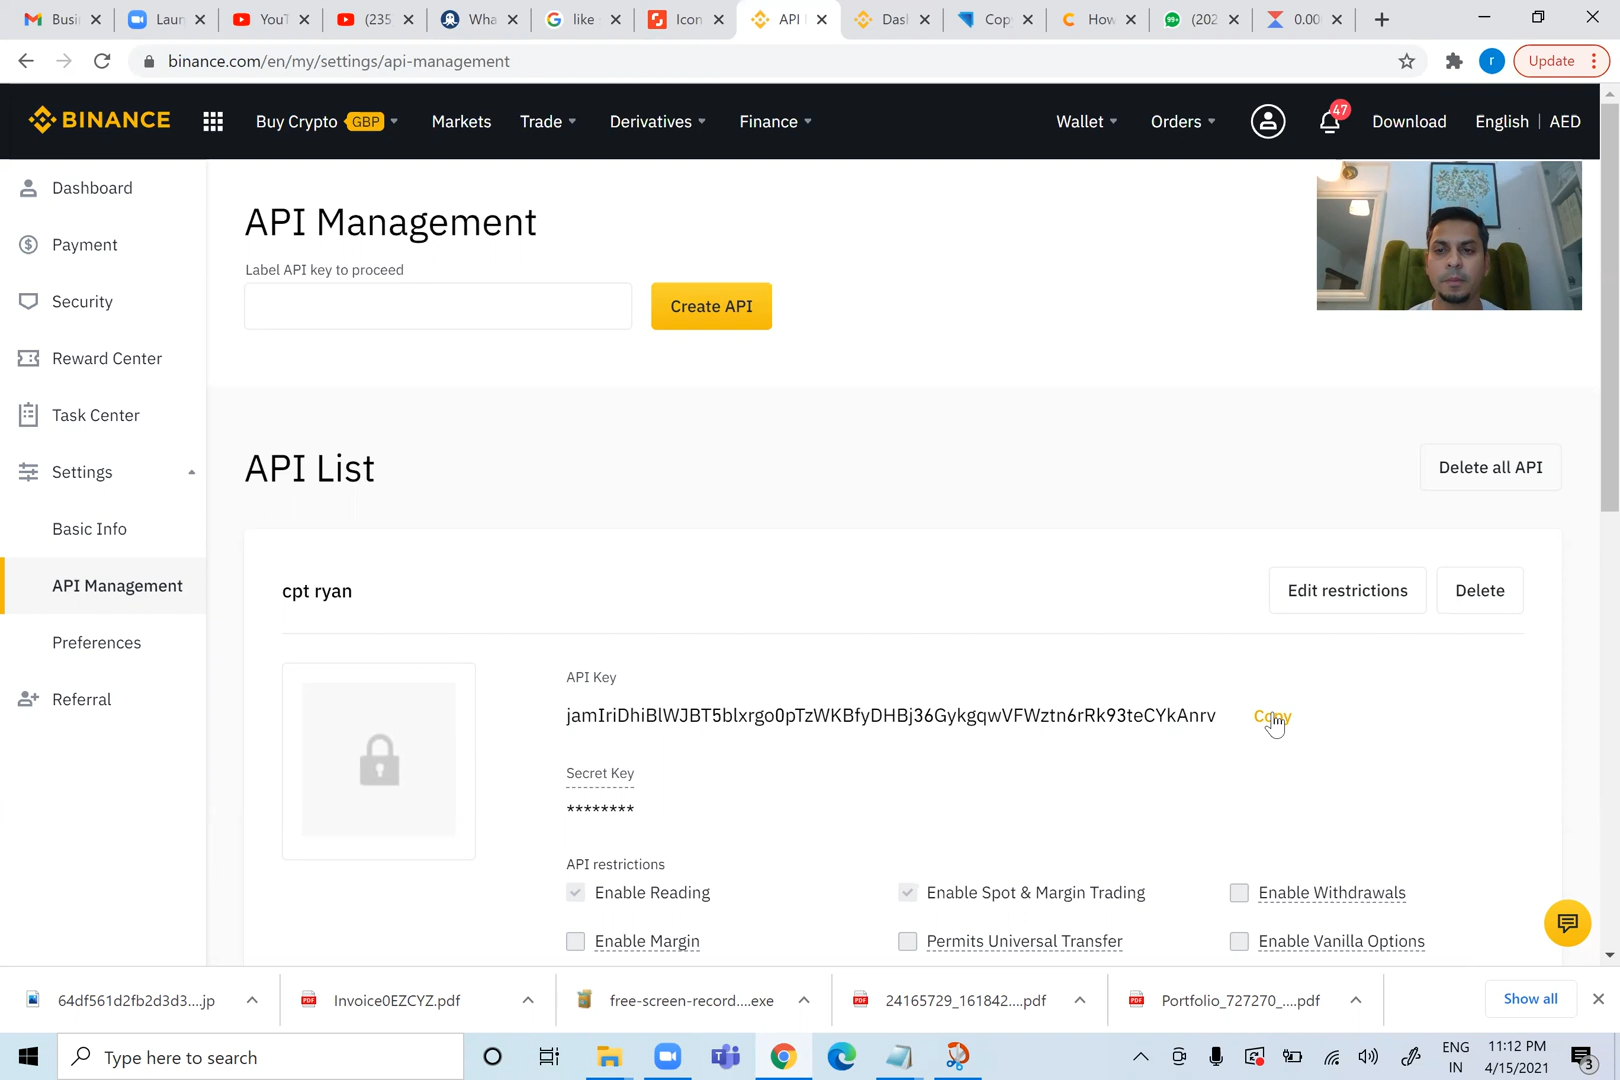 Busi
Laun
YouT
(235
Wha
like
Icon
API
Das
Cop
How
99+
(202
0.00
binance.com/en/my/settings/api-management
r
Update
BINANCE
Buy Crypto GBP
Markets
Trade
Derivatives
Finance
Wallet
Orders
47
Download
English | AED
Dashboard
Payment
Security
Reward Center
Task Center
Settings
Basic Info
API Management
Preferences
Referral
API Management
Label API key to proceed
Create API
API List
Delete all API
cpt ryan
Edit restrictions
Delete
API Key
jamIriDhiBlWJBT5blxrgo0pTzWKBfyDHBj36GykgqwVFWztn6rRk93teCYkAnrv
Copy
Secret Key
********
API restrictions
Enable Reading
Enable Spot & Margin Trading
Enable Withdrawals
Enable Margin
Permits Universal Transfer
Enable Vanilla Options
64df561d2fb2d3d3....jp
Invoice0EZCYZ.pdf
free-screen-record....exe
24165729_161842....pdf
Portfolio_727270_....pdf
Show all
Type here to search
ENG
IN
11:12 PM
4/15/2021
3